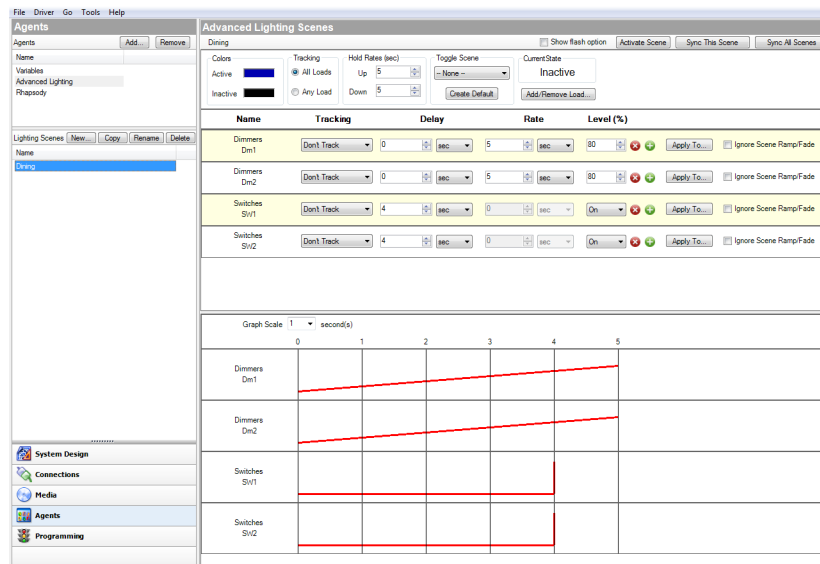 File Driver Go Tools Help
Agents
Agents Add... Remove
Name
Variables
Advanced Lighting
Rhapsody
Lighting Scenes New... Copy Rename Delete
Name
Dining
System Design
Connections
Media
Agents
Programming
Advanced Lighting Scenes
Dining Show flash option Activate Scene Sync This Scene Sync All Scenes
Colors Tracking Hold Rates (sec) Toggle Scene Current State
Active All Loads Up 5 -- None -- Inactive
Inactive Any Load Down 5 Create Default Add/Remove Load...
Name Tracking Delay Rate Level (%)
Dimmers
Dm1 Don't Track 0 sec 5 sec 80 Apply To... Ignore Scene Ramp/Fade
Dimmers
Dm2 Don't Track 0 sec 5 sec 80 Apply To... Ignore Scene Ramp/Fade
Switches
SW1 Don't Track 4 sec 0 sec On Apply To... Ignore Scene Ramp/Fade
Switches
SW2 Don't Track 4 sec 0 sec On Apply To... Ignore Scene Ramp/Fade
Graph Scale 1 second(s)
0 1 2 3 4 5
Dimmers
Dm1
Dimmers
Dm2
Switches
SW1
Switches
SW2